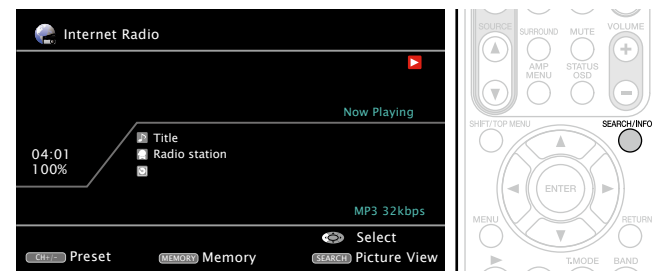 Internet Radio
Now Playing
Title
04:01
Radio station
100%
MP3 32kbps
Select
CH+/- Preset
MEMORY Memory
SEARCH Picture View
SOURCE
SURROUND
MUTE
VOLUME
AMP
MENU
STATUS
OSD
SHIFT/TOP MENU
SEARCH/INFO
ENTER
MENU
RETURN
T.MODE
BAND